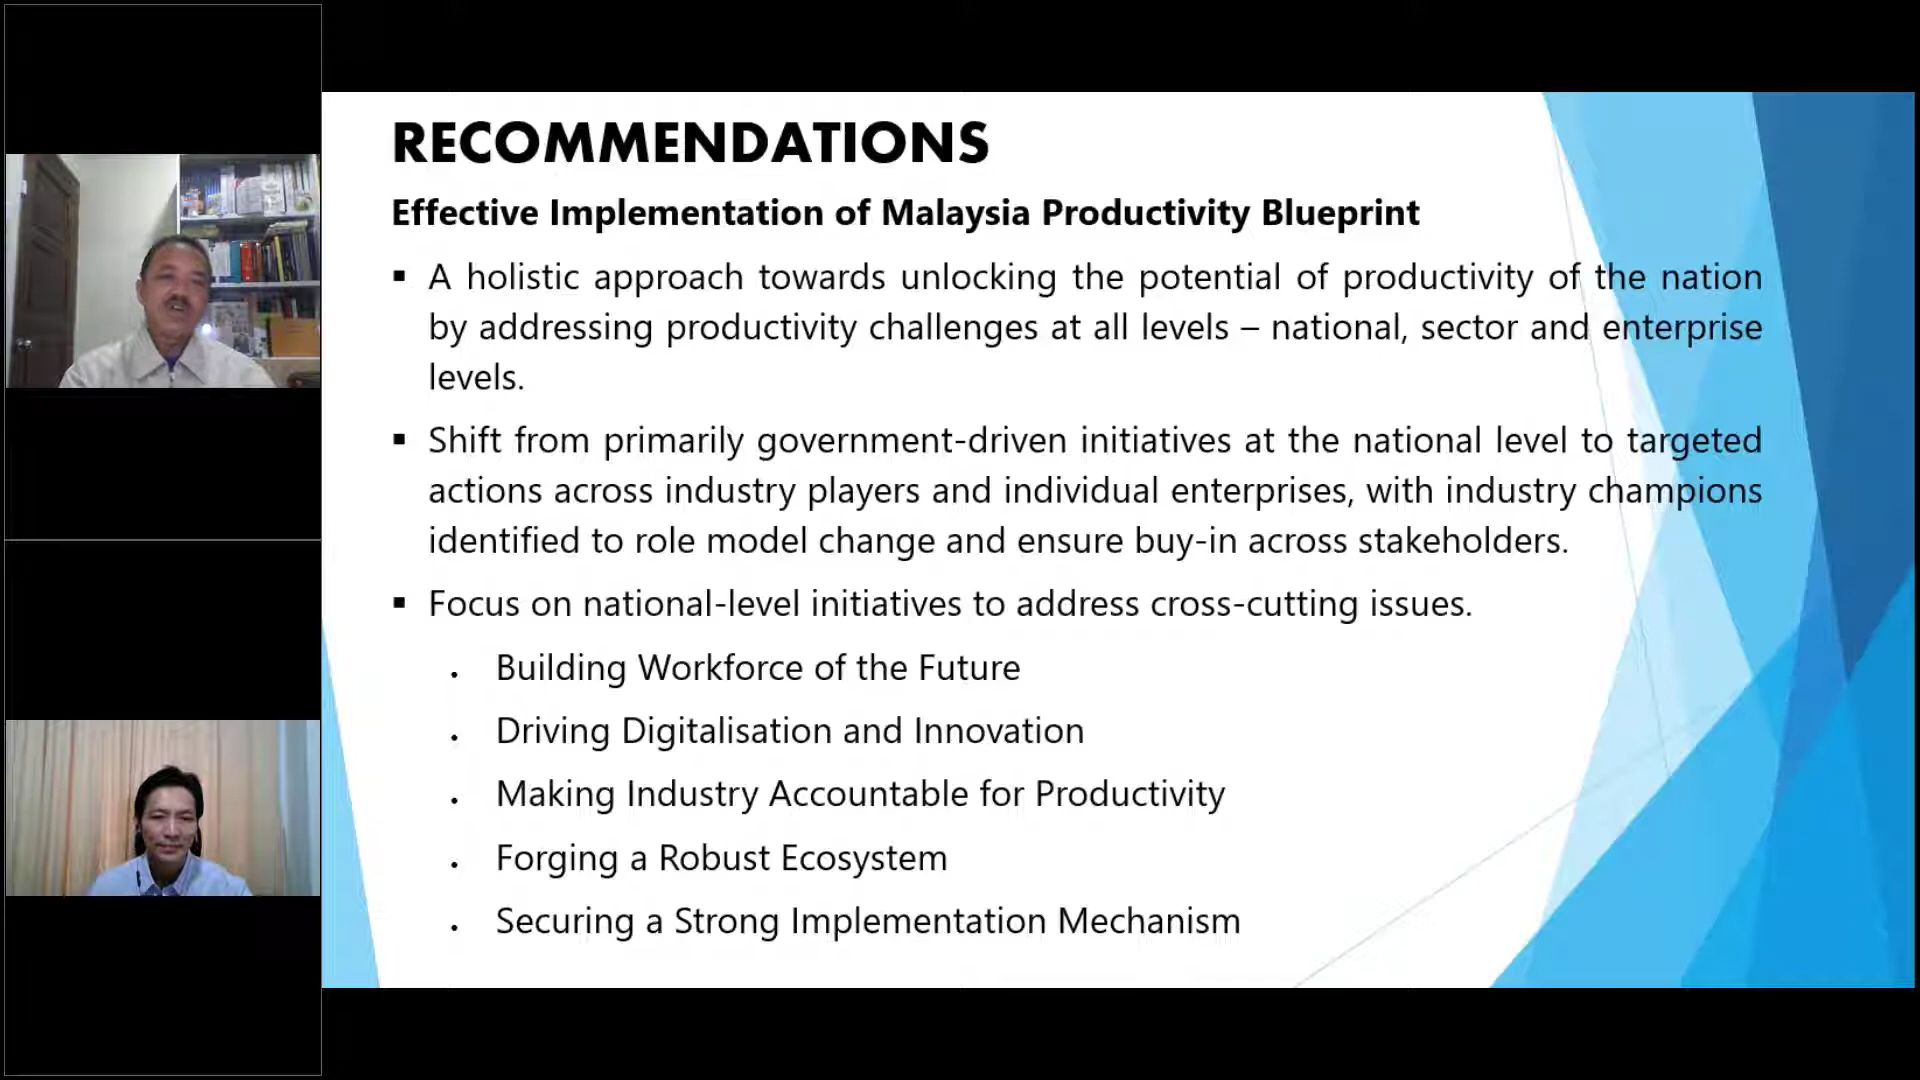 RECOMMENDATIONS
Effective Implementation of Malaysia Productivity Blueprint
▪ A holistic approach towards unlocking the potential of productivity of the nation
by addressing productivity challenges at all levels – national, sector and enterprise
levels.
▪ Shift from primarily government-driven initiatives at the national level to targeted
actions across industry players and individual enterprises, with industry champions
identified to role model change and ensure buy-in across stakeholders.
▪ Focus on national-level initiatives to address cross-cutting issues.
• Building Workforce of the Future
• Driving Digitalisation and Innovation
• Making Industry Accountable for Productivity
• Forging a Robust Ecosystem
• Securing a Strong Implementation Mechanism